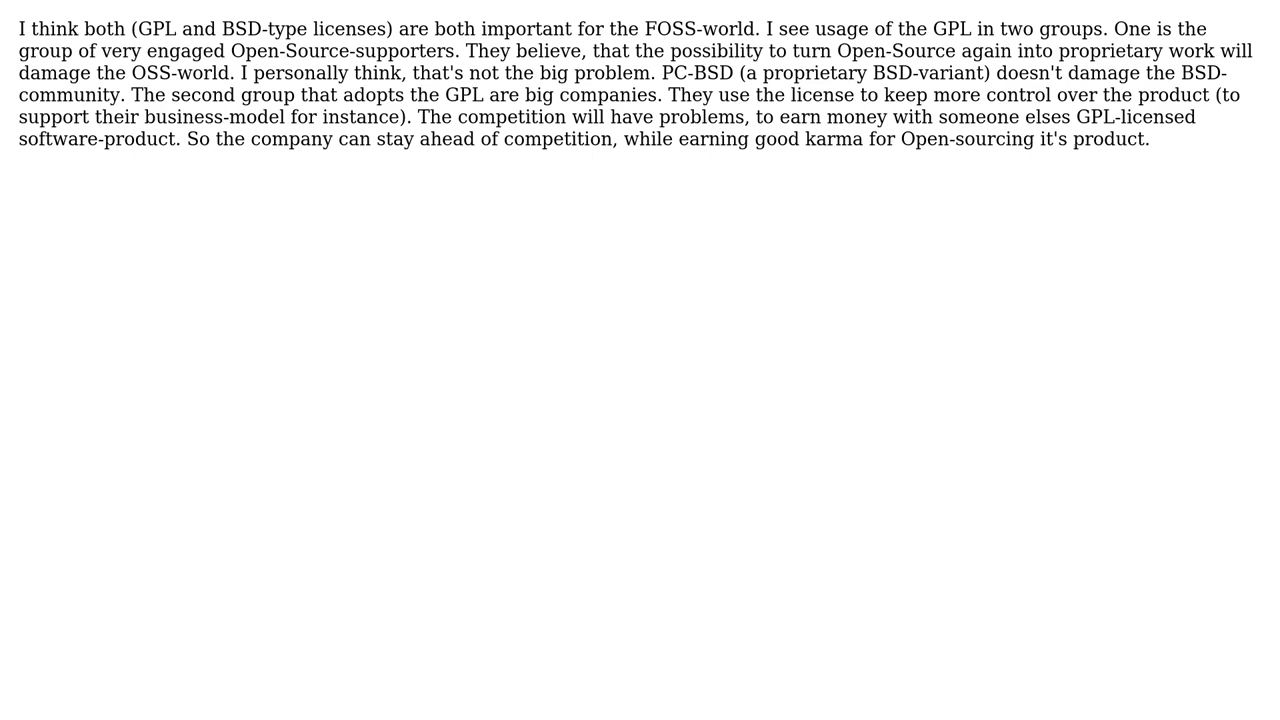 I think both (GPL and BSD-type licenses) are both important for the FOSS-world. I see usage of the GPL in two groups. One is the
group of very engaged Open-Source-supporters. They believe, that the possibility to turn Open-Source again into proprietary work will
damage the OSS-world. I personally think, that's not the big problem. PC-BSD (a proprietary BSD-variant) doesn't damage the BSD-
community. The second group that adopts the GPL are big companies. They use the license to keep more control over the product (to
support their business-model for instance). The competition will have problems, to earn money with someone elses GPL-licensed
software-product. So the company can stay ahead of competition, while earning good karma for Open-sourcing it's product.